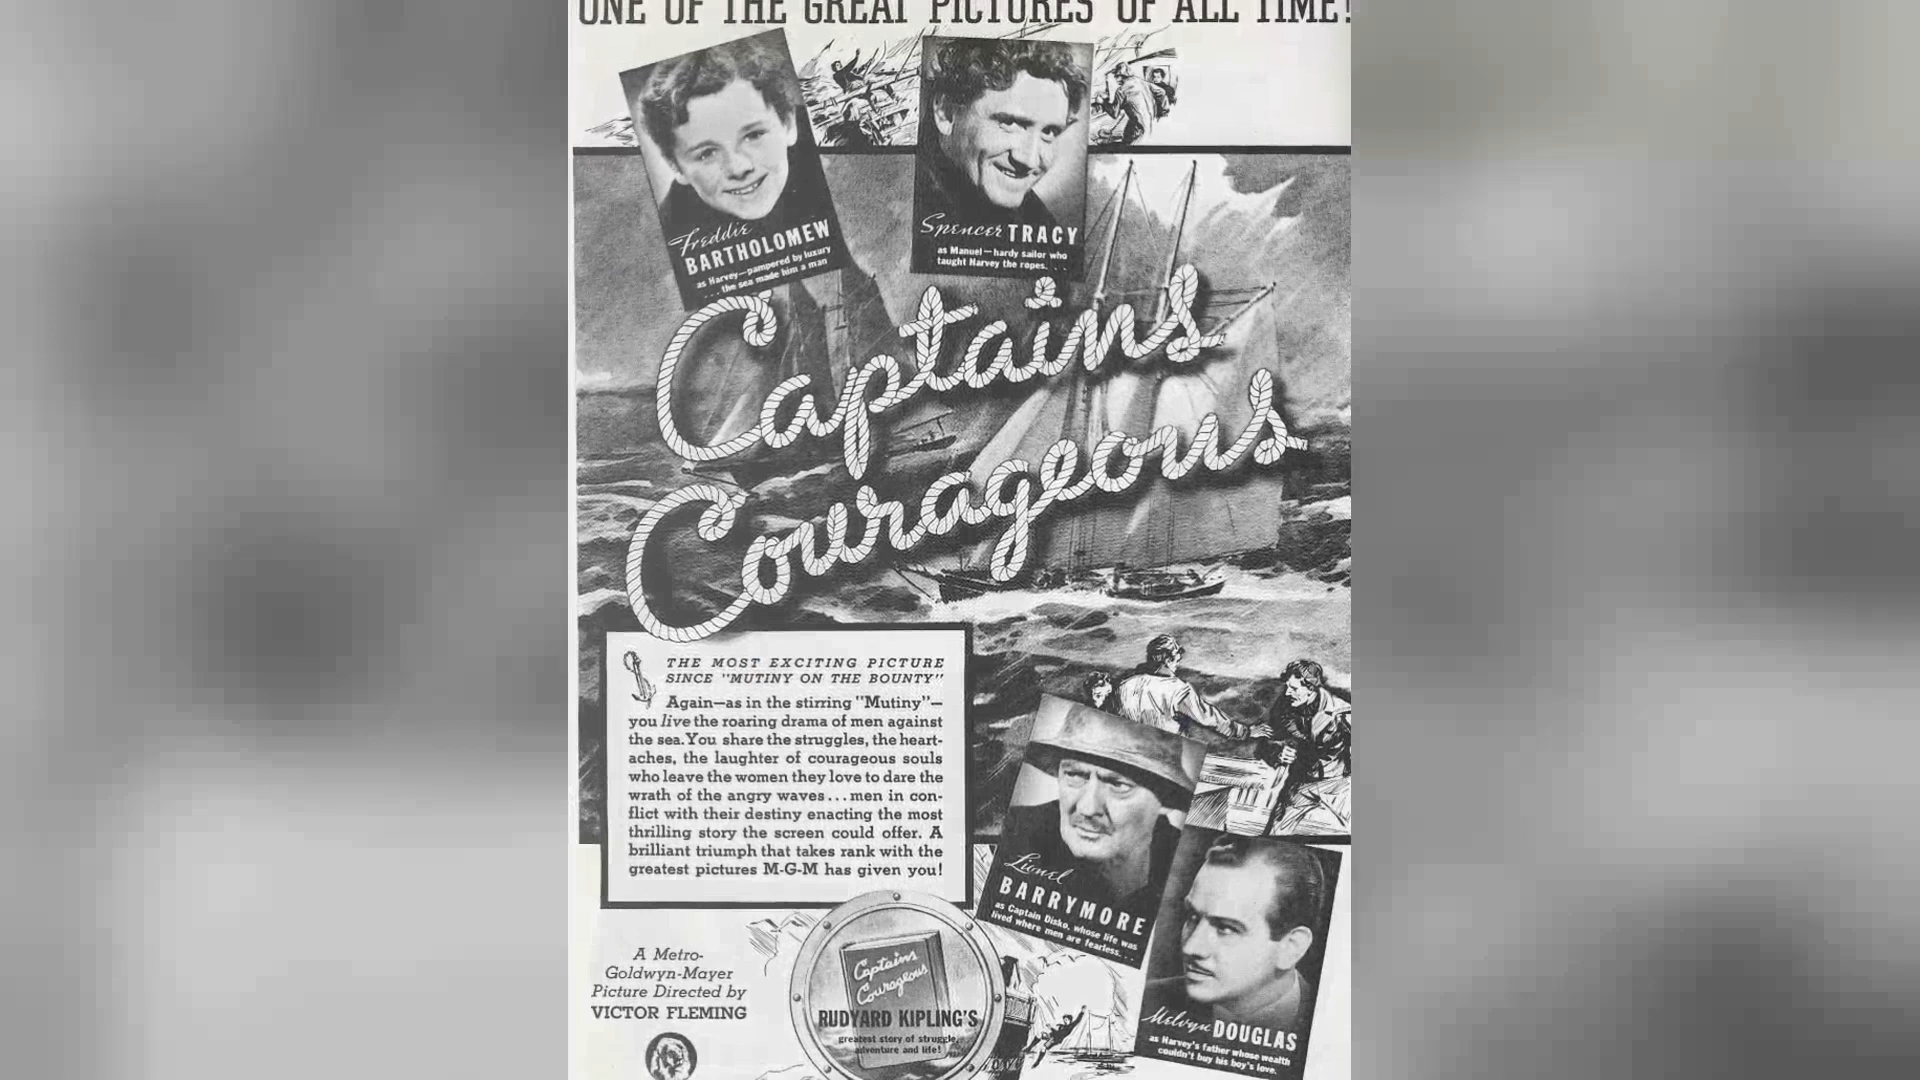 ONE OF THE GREAT PICTURES OF ALL TIME!
Freddie
BARTHOLOMEW
as Harvey—pampered by luxury
...the sea made him a man
Spencer TRACY
as Manuel—hardy sailor who
taught Harvey the ropes. . .
Captains
Courageous
THE MOST EXCITING PICTURE
SINCE "MUTINY ON THE BOUNTY"
Again—as in the stirring "Mutiny"—
you live the roaring drama of men against
the sea. You share the struggles, the heart-
aches, the laughter of courageous souls
who leave the women they love to dare the
wrath of the angry waves...men in con-
flict with their destiny enacting the most
thrilling story the screen could offer. A
brilliant triumph that takes rank with the
greatest pictures M-G-M has given you!
Lionel
BARRYMORE
as Captain Disko, whose life was
lived where men are fearless. . .
Melvyn DOUGLAS
as Harvey's father whose wealth
couldn't buy his boy's love.
A Metro-
Goldwyn-Mayer
Picture Directed by
VICTOR FLEMING
Captains
Courageous
RUDYARD KIPLING'S
greatest story of struggle,
adventure and life!